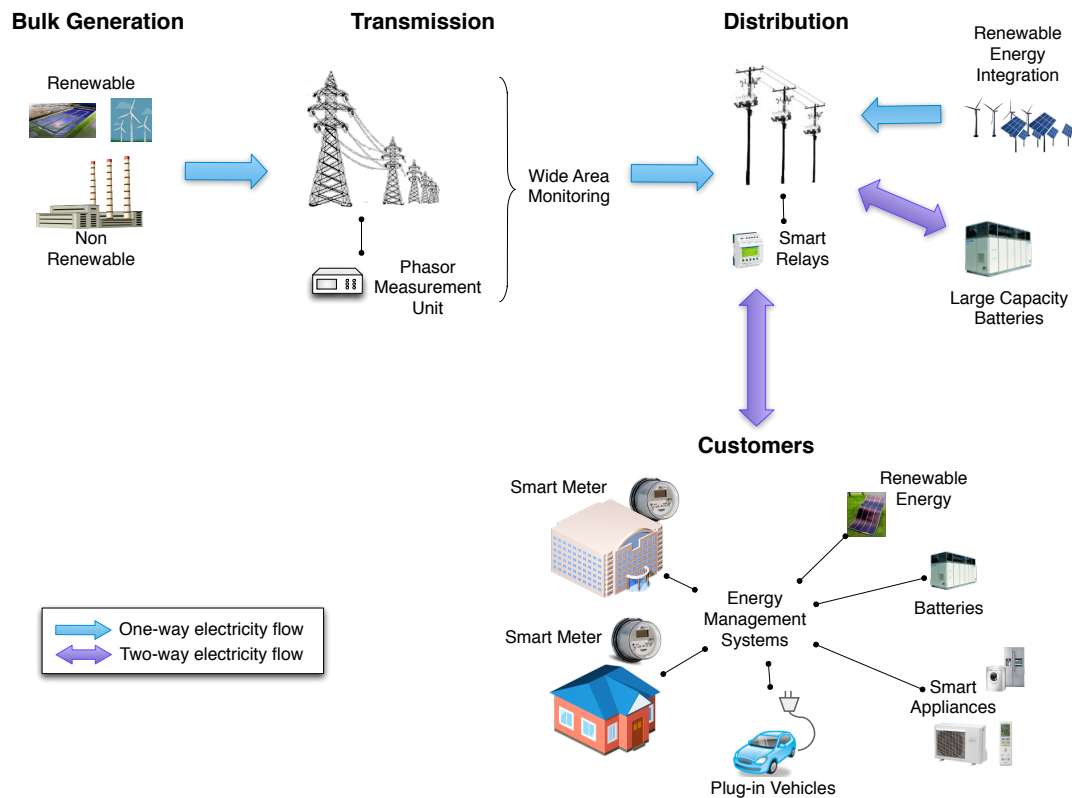 Bulk Generation
Transmission
Distribution
Renewable
Energy
Integration
Renewable
Non
Renewable
Wide Area
Monitoring
Phasor
Measurement
Unit
Smart
Relays
Large Capacity
Batteries
Customers
Smart Meter
Renewable
Energy
Energy
Management
Systems
Batteries
Smart Meter
Smart
Appliances
Plug-in Vehicles
One-way electricity flow
Two-way electricity flow